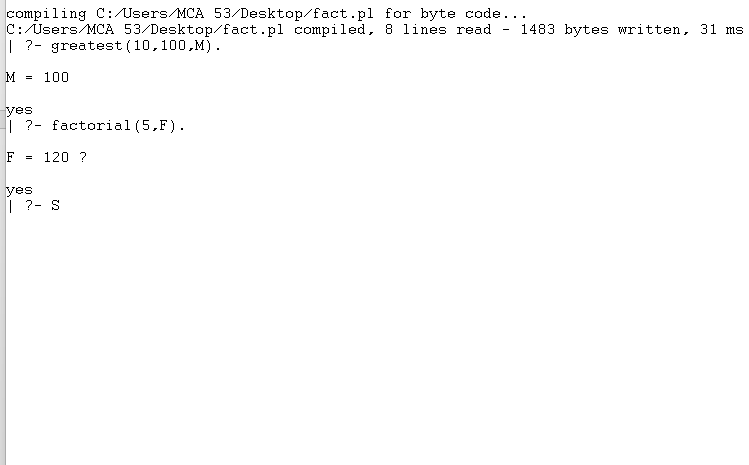 compiling C:/Users/MCA 53/Desktop/fact.pl for byte code...
C:/Users/MCA 53/Desktop/fact.pl compiled, 8 lines read - 1483 bytes written, 31 ms
| ?- greatest(10,100,M).
M = 100
yes
| ?- factorial(5,F).
F = 120 ?
yes
| ?- S